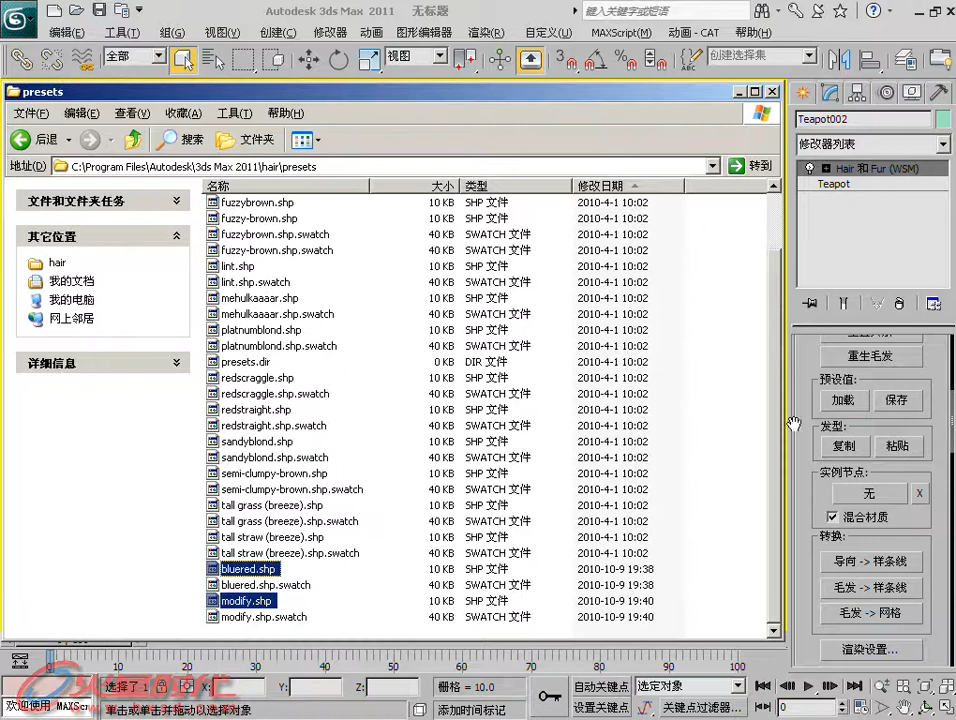 Autodesk 3ds Max 2011 无标题 键入关键字或短语
编辑(E) 工具(T) 组(G) 视图(V) 创建(C) 修改器 动画 图形编辑器 渲染(R) 自定义(U) MAXScript(M) 动画 - CAT 帮助(H)
全部 视图 3 创建选择集
presets
文件(F) 编辑(E) 查看(V) 收藏(A) 工具(T) 帮助(H)
后退 搜索 文件夹
地址(D) C:\Program Files\Autodesk\3ds Max 2011\hair\presets 转到
文件和文件夹任务
其它位置
hair
我的文档
我的电脑
网上邻居
详细信息
名称 大小 类型 修改日期
fuzzybrown.shp 10 KB SHP 文件 2010-4-1 10:02
fuzzy-brown.shp 10 KB SHP 文件 2010-4-1 10:02
fuzzy-brown.shp.swatch 40 KB SWATCH 文件 2010-4-1 10:02
fuzzy-brown.shp.swatch 40 KB SWATCH 文件 2010-4-1 10:02
lint.shp 10 KB SHP 文件 2010-4-1 10:02
lint.shp.swatch 40 KB SWATCH 文件 2010-4-1 10:02
mehulkaaaar.shp 10 KB SHP 文件 2010-4-1 10:02
mehulkaaaar.shp.swatch 40 KB SWATCH 文件 2010-4-1 10:02
platnumblond.shp 10 KB SHP 文件 2010-4-1 10:02
platnumblond.shp.swatch 40 KB SWATCH 文件 2010-4-1 10:02
presets.dir 0 KB DIR 文件 2010-4-1 10:02
redscraggle.shp 10 KB SHP 文件 2010-4-1 10:02
redscraggle.shp.swatch 40 KB SWATCH 文件 2010-4-1 10:02
redstraight.shp 10 KB SHP 文件 2010-4-1 10:02
redstraight.shp.swatch 40 KB SWATCH 文件 2010-4-1 10:02
sandyblond.shp 10 KB SHP 文件 2010-4-1 10:02
sandyblond.shp.swatch 40 KB SWATCH 文件 2010-4-1 10:02
semi-clumpy-brown.shp 10 KB SHP 文件 2010-4-1 10:02
semi-clumpy-brown.shp.swatch 40 KB SWATCH 文件 2010-4-1 10:02
tall grass (breeze).shp 10 KB SHP 文件 2010-4-1 10:02
tall grass (breeze).shp.swatch 40 KB SWATCH 文件 2010-4-1 10:02
tall straw (breeze).shp 10 KB SHP 文件 2010-4-1 10:02
tall straw (breeze).shp.swatch 40 KB SWATCH 文件 2010-4-1 10:02
bluered.shp 10 KB SHP 文件 2010-10-9 19:38
bluered.shp.swatch 40 KB SWATCH 文件 2010-10-9 19:38
modify.shp 10 KB SHP 文件 2010-10-9 19:40
modify.shp.swatch 40 KB SWATCH 文件 2010-10-9 19:40
Teapot002
修改器列表
Hair 和 Fur (WSM)
Teapot
重生毛发
预设值:
加载 保存
发型:
复制 粘贴
实例节点:
无 X
混合材质
转换:
导向 -> 样条线
毛发 -> 样条线
毛发 -> 网格
渲染设置...
0 10 20 30 40 50 60 70 80 90 100
选择了 1 X: Y: Z: 栅格 = 10.0 自动关键点 选定对象
欢迎使用 MAXScr 单击或单击并拖动以选择对象 添加时间标记 设置关键点 关键点过滤器... 0